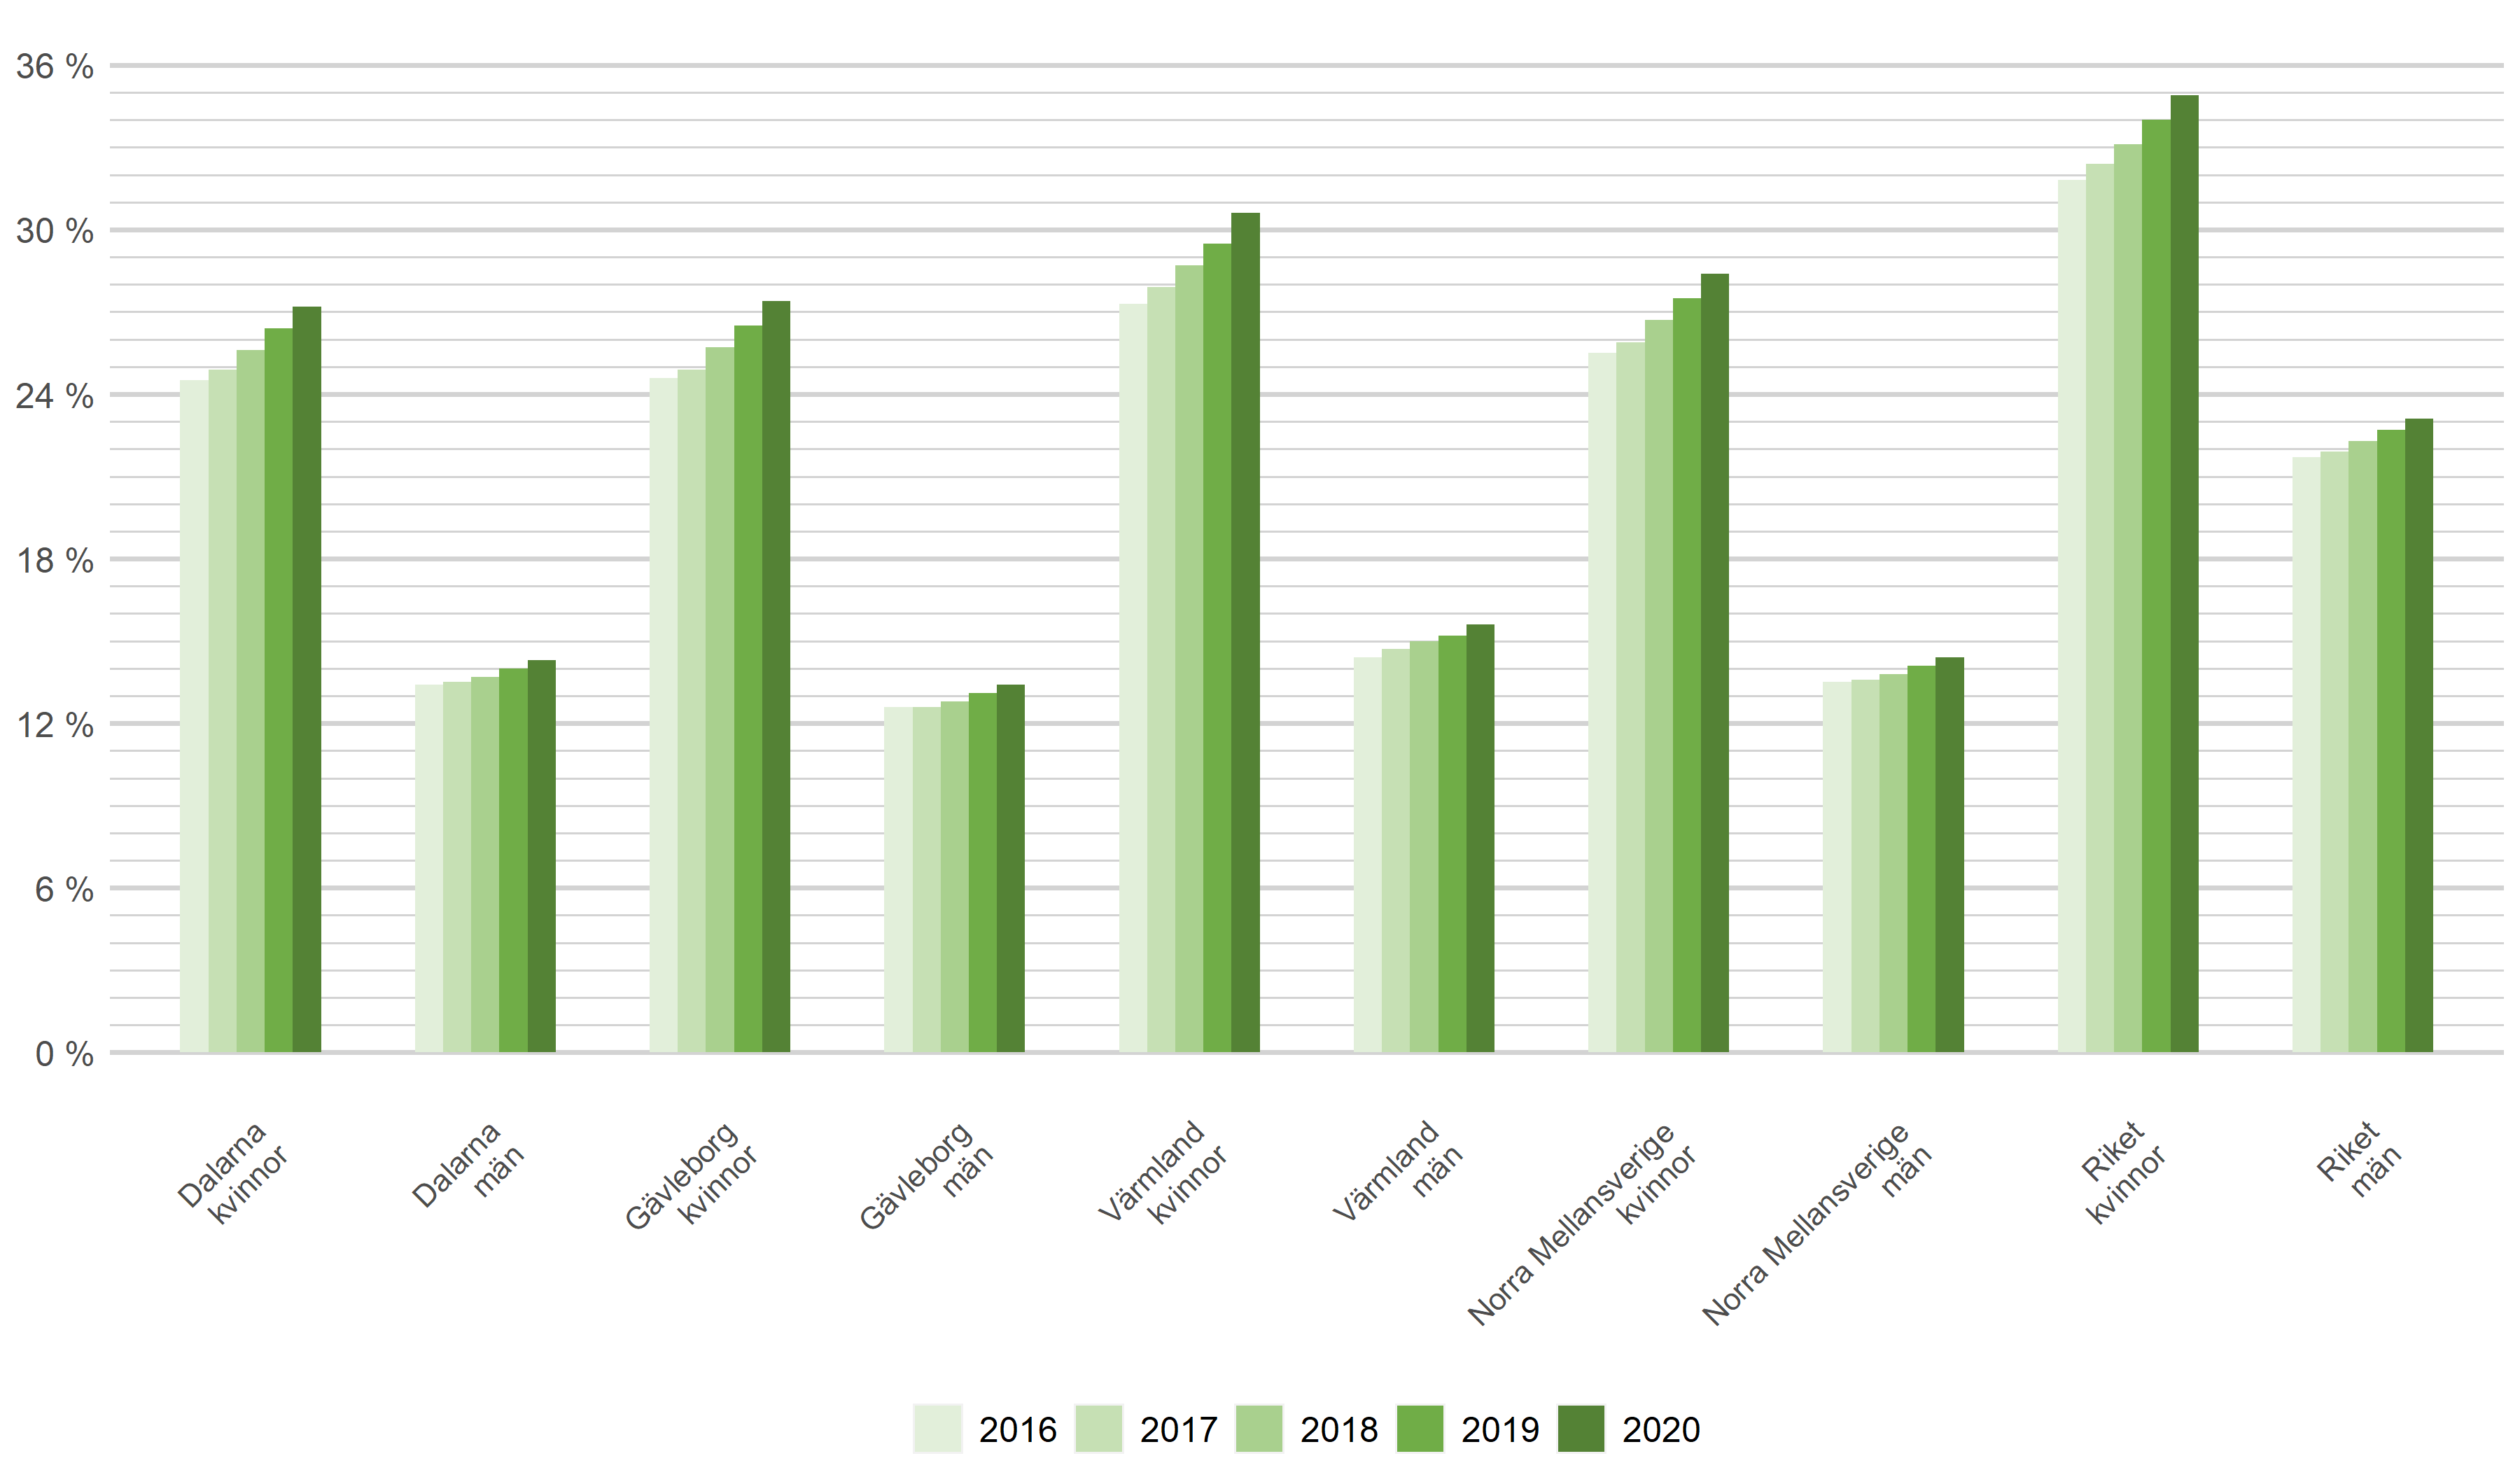 36 %
30 %
24 %
18 %
12 %
6 %
0 %
Dalarna
kvinnor
Dalarna
män
Gävleborg
kvinnor
Gävleborg
män
Värmland
kvinnor
Värmland
män
Norra Mellansverige
kvinnor
Norra Mellansverige
män
Riket
kvinnor
Riket
män
2016 2017 2018 2019 2020